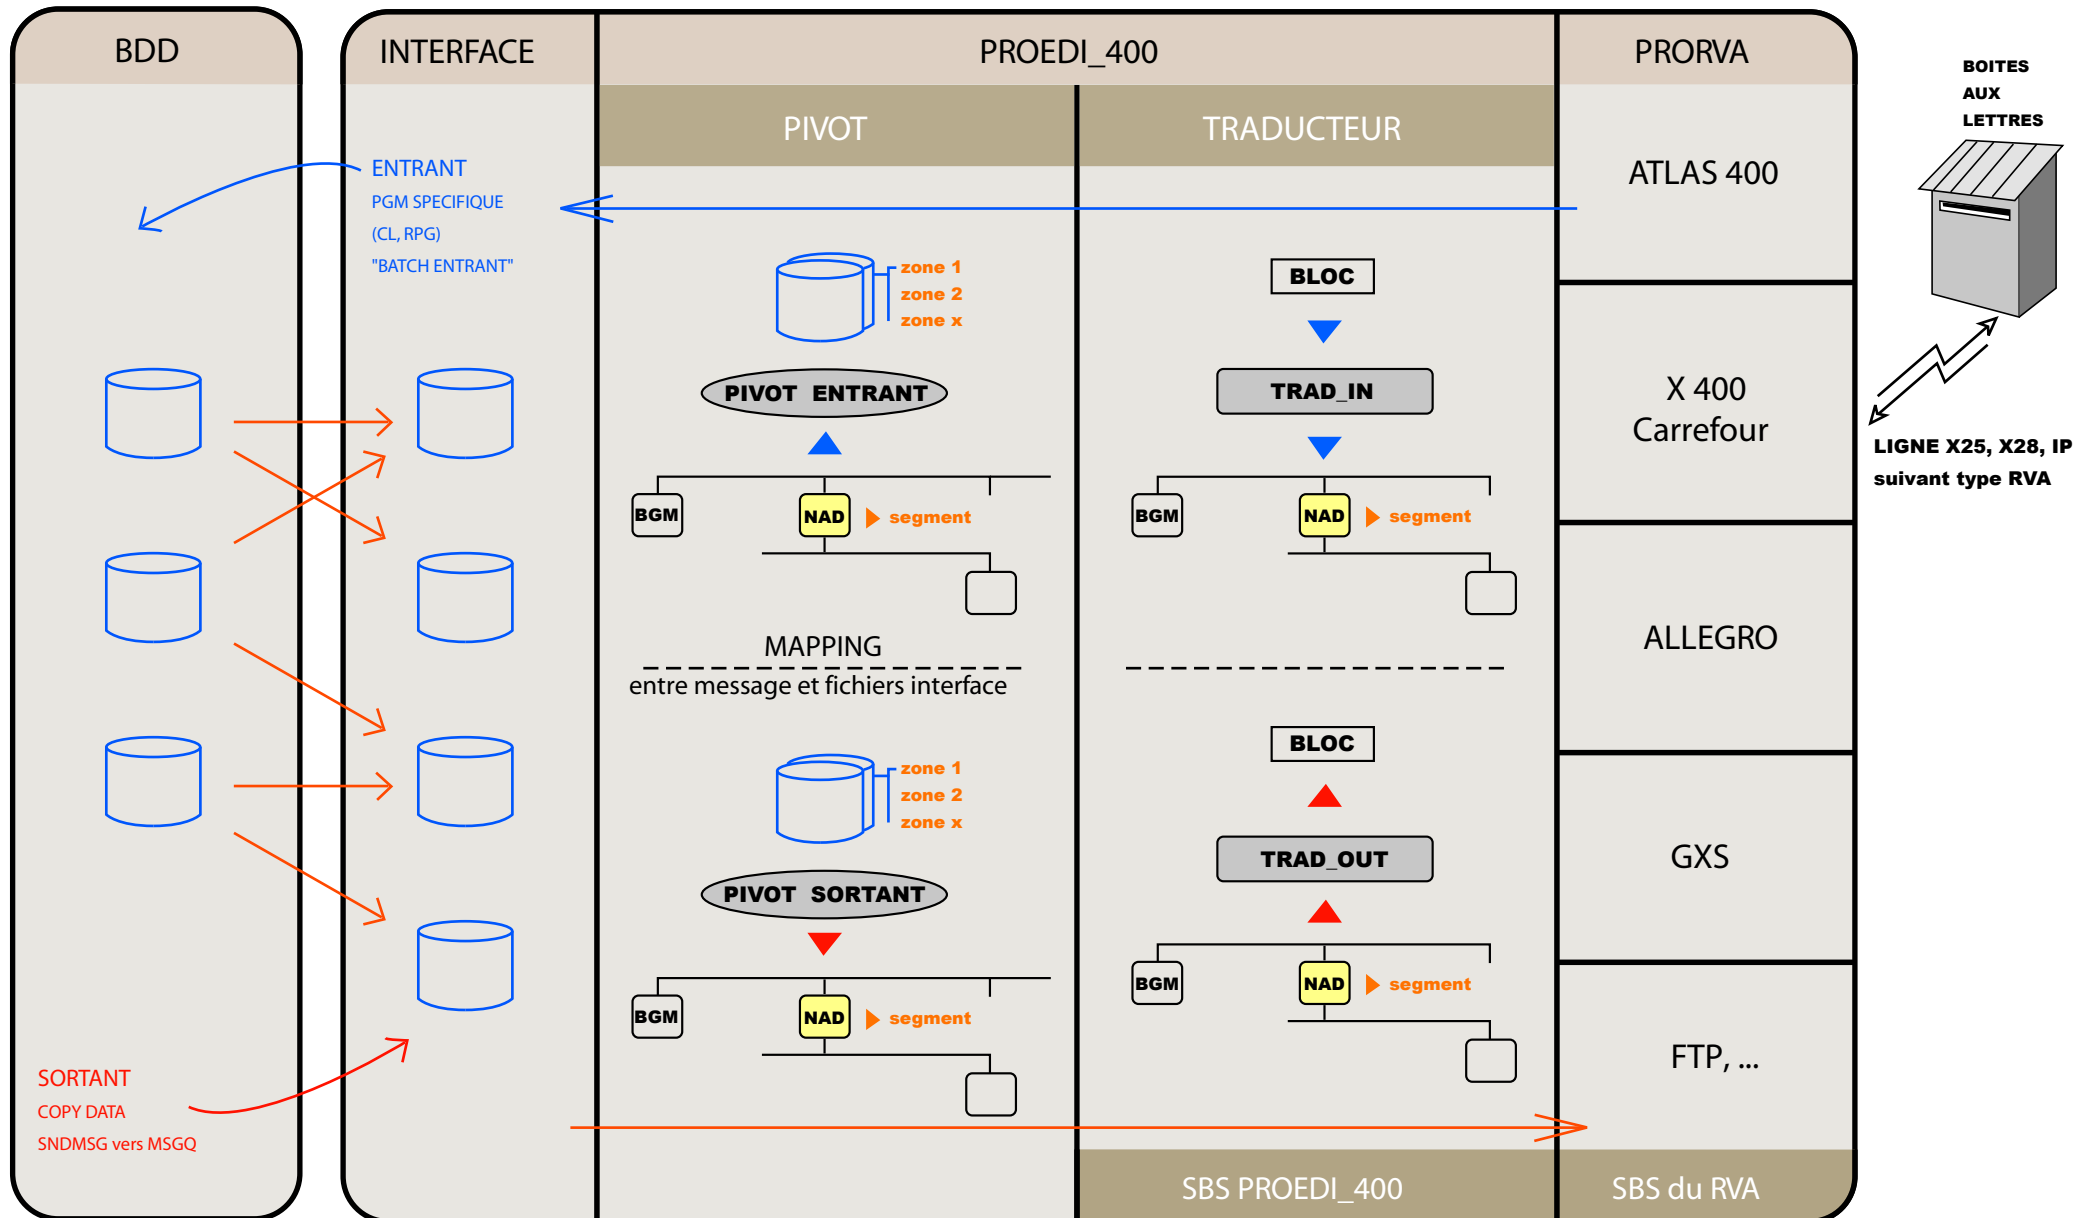 BDD
INTERFACE
PROEDI_400
PRORVA
PIVOT
TRADUCTEUR
BOITES
AUX
LETTRES
ENTRANT
PGM SPECIFIQUE
(CL, RPG)
"BATCH ENTRANT"
zone 1
zone 2
zone x
PIVOT ENTRANT
BGM
NAD
segment
MAPPING
entre message et fichiers interface
zone 1
zone 2
zone x
PIVOT SORTANT
BGM
NAD
segment
BLOC
TRAD_IN
BGM
NAD
segment
BLOC
TRAD_OUT
BGM
NAD
segment
ATLAS 400
X 400
Carrefour
ALLEGRO
GXS
FTP, ...
LIGNE X25, X28, IP
suivant type RVA
SORTANT
COPY DATA
SNDMSG vers MSGQ
SBS PROEDI_400
SBS du RVA